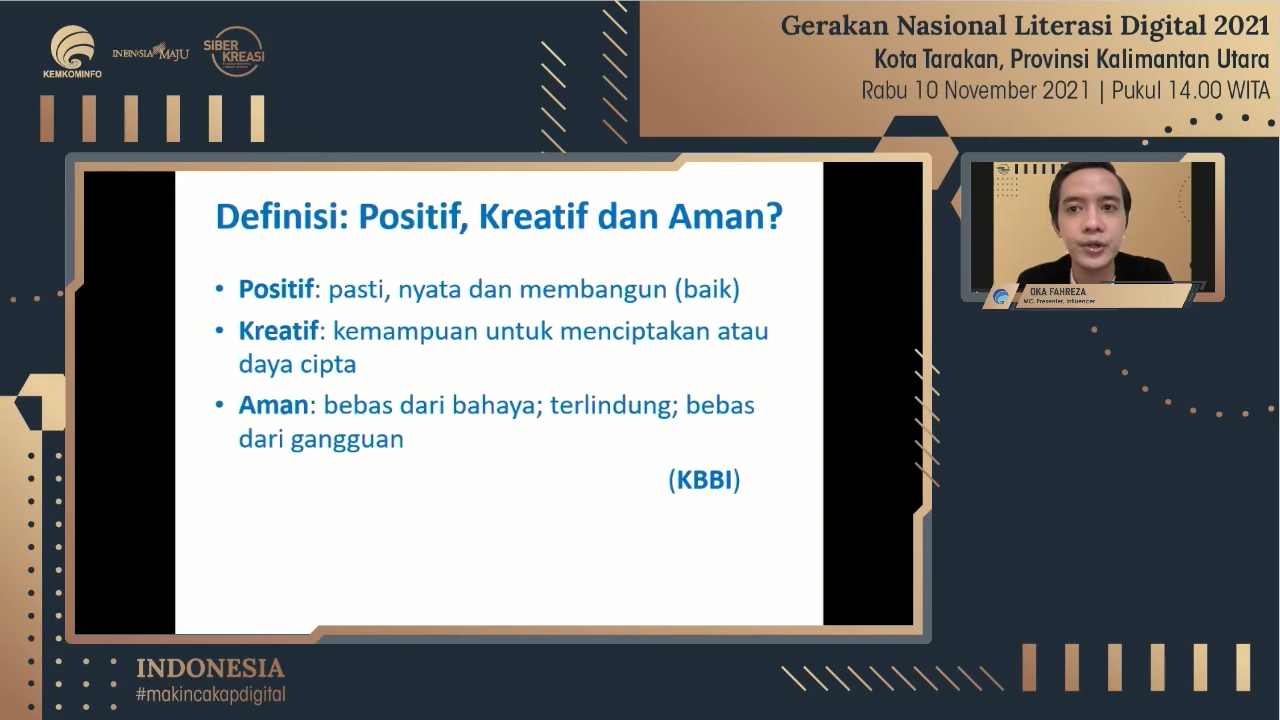 KEMKOMINFO
INDONESIA MAJU
SIBER
KREASI
Gerakan Nasional Literasi Digital 2021
Kota Tarakan, Provinsi Kalimantan Utara
Rabu 10 November 2021 | Pukul 14.00 WITA
Definisi: Positif, Kreatif dan Aman?
• Positif: pasti, nyata dan membangun (baik)
• Kreatif: kemampuan untuk menciptakan atau
daya cipta
• Aman: bebas dari bahaya; terlindung; bebas
dari gangguan
(KBBI)
OKA FAHREZA
MC, Presenter, Influencer
INDONESIA
#makincakapdigital